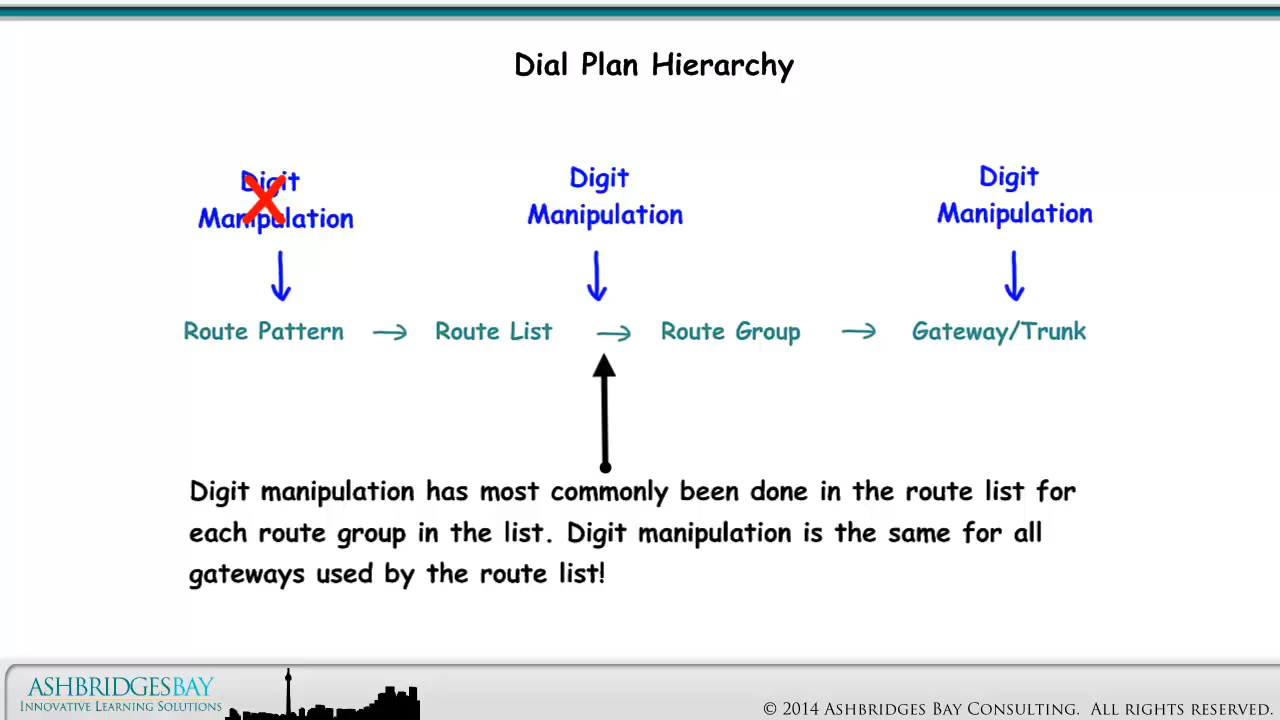 Dial Plan Hierarchy
Digit
Manipulation
Digit
Manipulation
Digit
Manipulation
Route Pattern → Route List → Route Group → Gateway/Trunk
Digit manipulation has most commonly been done in the route list for
each route group in the list. Digit manipulation is the same for all
gateways used by the route list!
ASHBRIDGESBAY
INNOVATIVE LEARNING SOLUTIONS
© 2014 ASHBRIDGES BAY CONSULTING. ALL RIGHTS RESERVED.